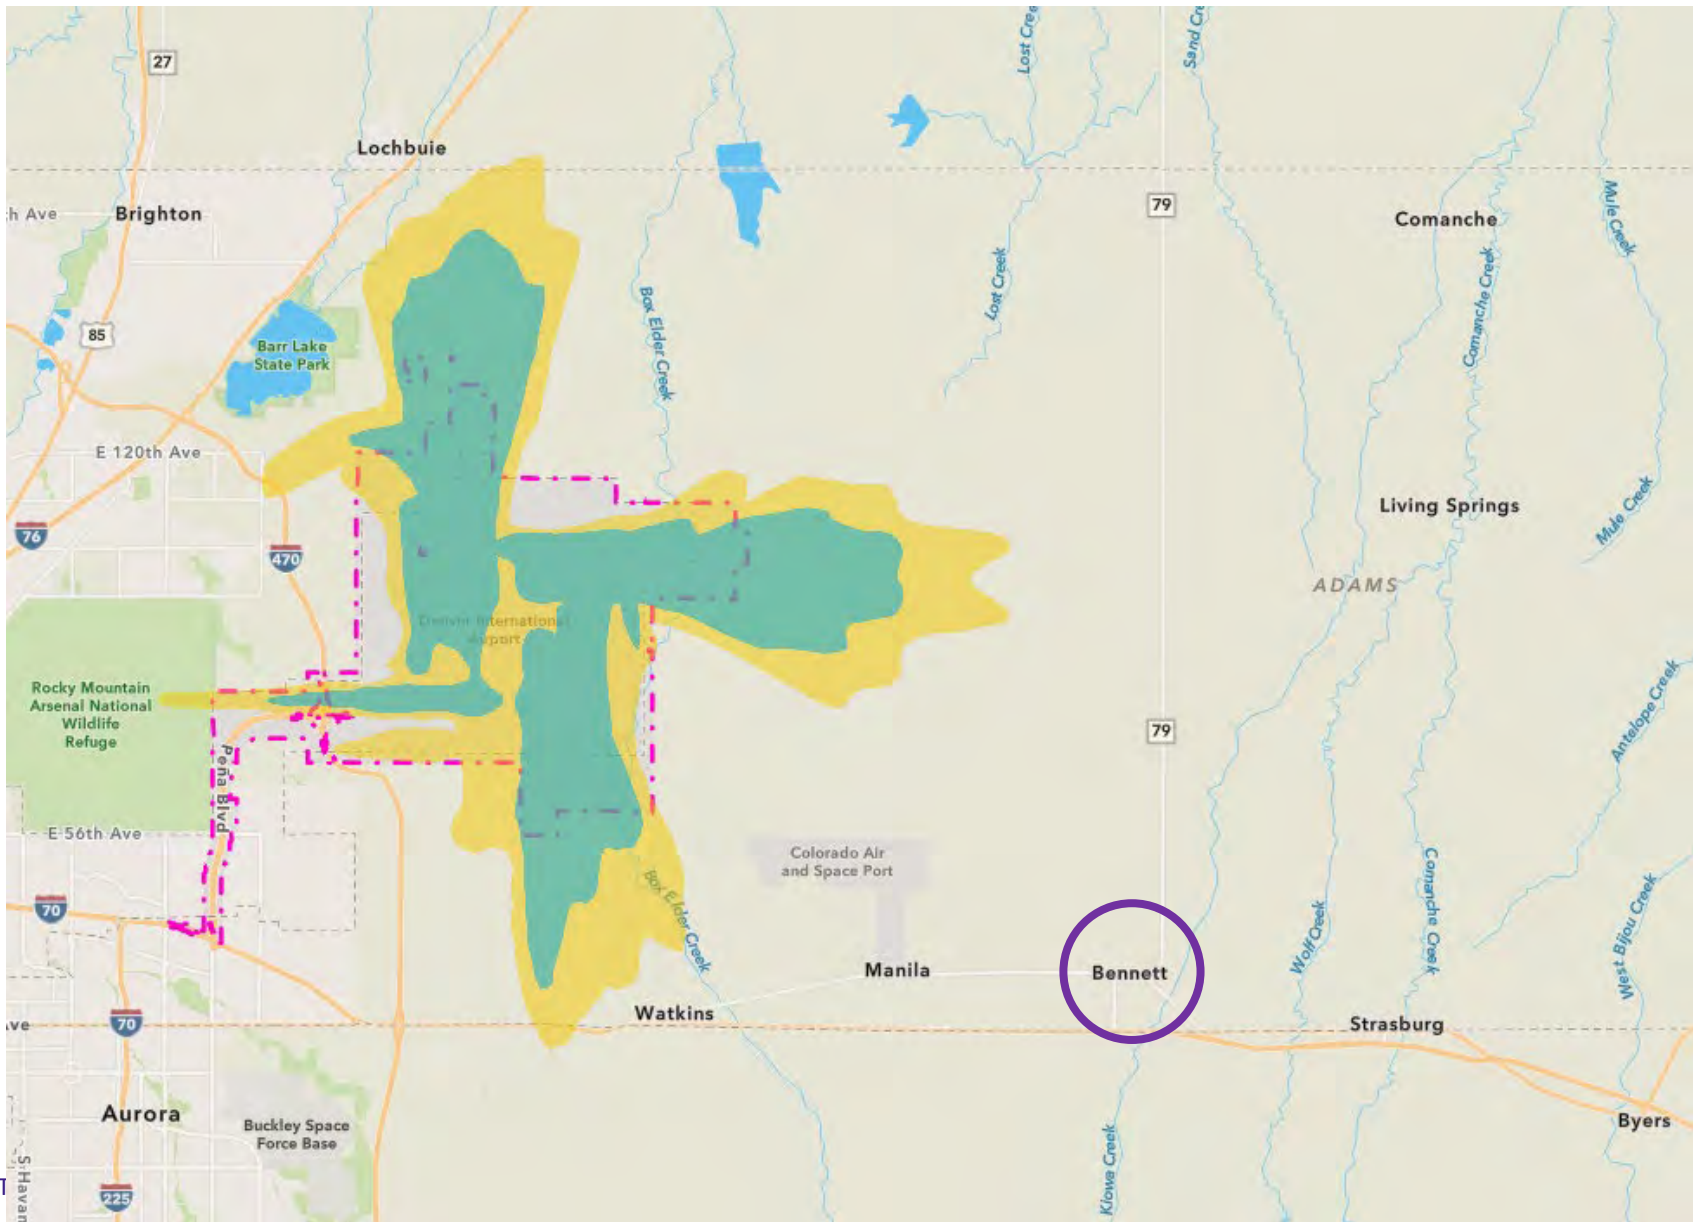 27
Lost Cree
Sand Cr
Lochbuie
h Ave
Brighton
79
Comanche
Mule Creek
Box Elder Creek
Lost Creek
Comanche Creek
85
Barr Lake
State Park
E 120th Ave
76
470
Living Springs
Mule Creek
ADAMS
Denver International
Airport
Rocky Mountain
Arsenal National
Wildlife
Refuge
Peña Blvd
79
Antelope Creek
E 56th Ave
Colorado Air
and Space Port
Box Elder Creek
Comanche Creek
West Bijou Creek
Wolf Creek
70
Manila
Bennett
Watkins
Strasburg
ve
70
Aurora
Buckley Space
Force Base
Byers
Kiowa Creek
S Havan
T
225